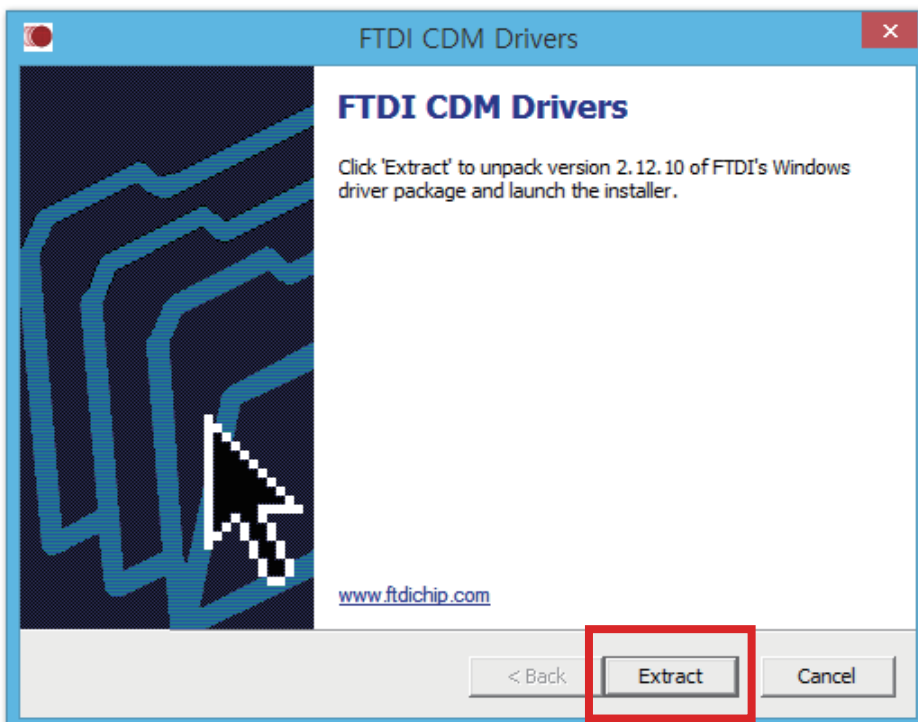 FTDI CDM Drivers
FTDI CDM Drivers
Click 'Extract' to unpack version 2.12.10 of FTDI's Windows
driver package and launch the installer.
www.ftdichip.com
< Back
Extract
Cancel